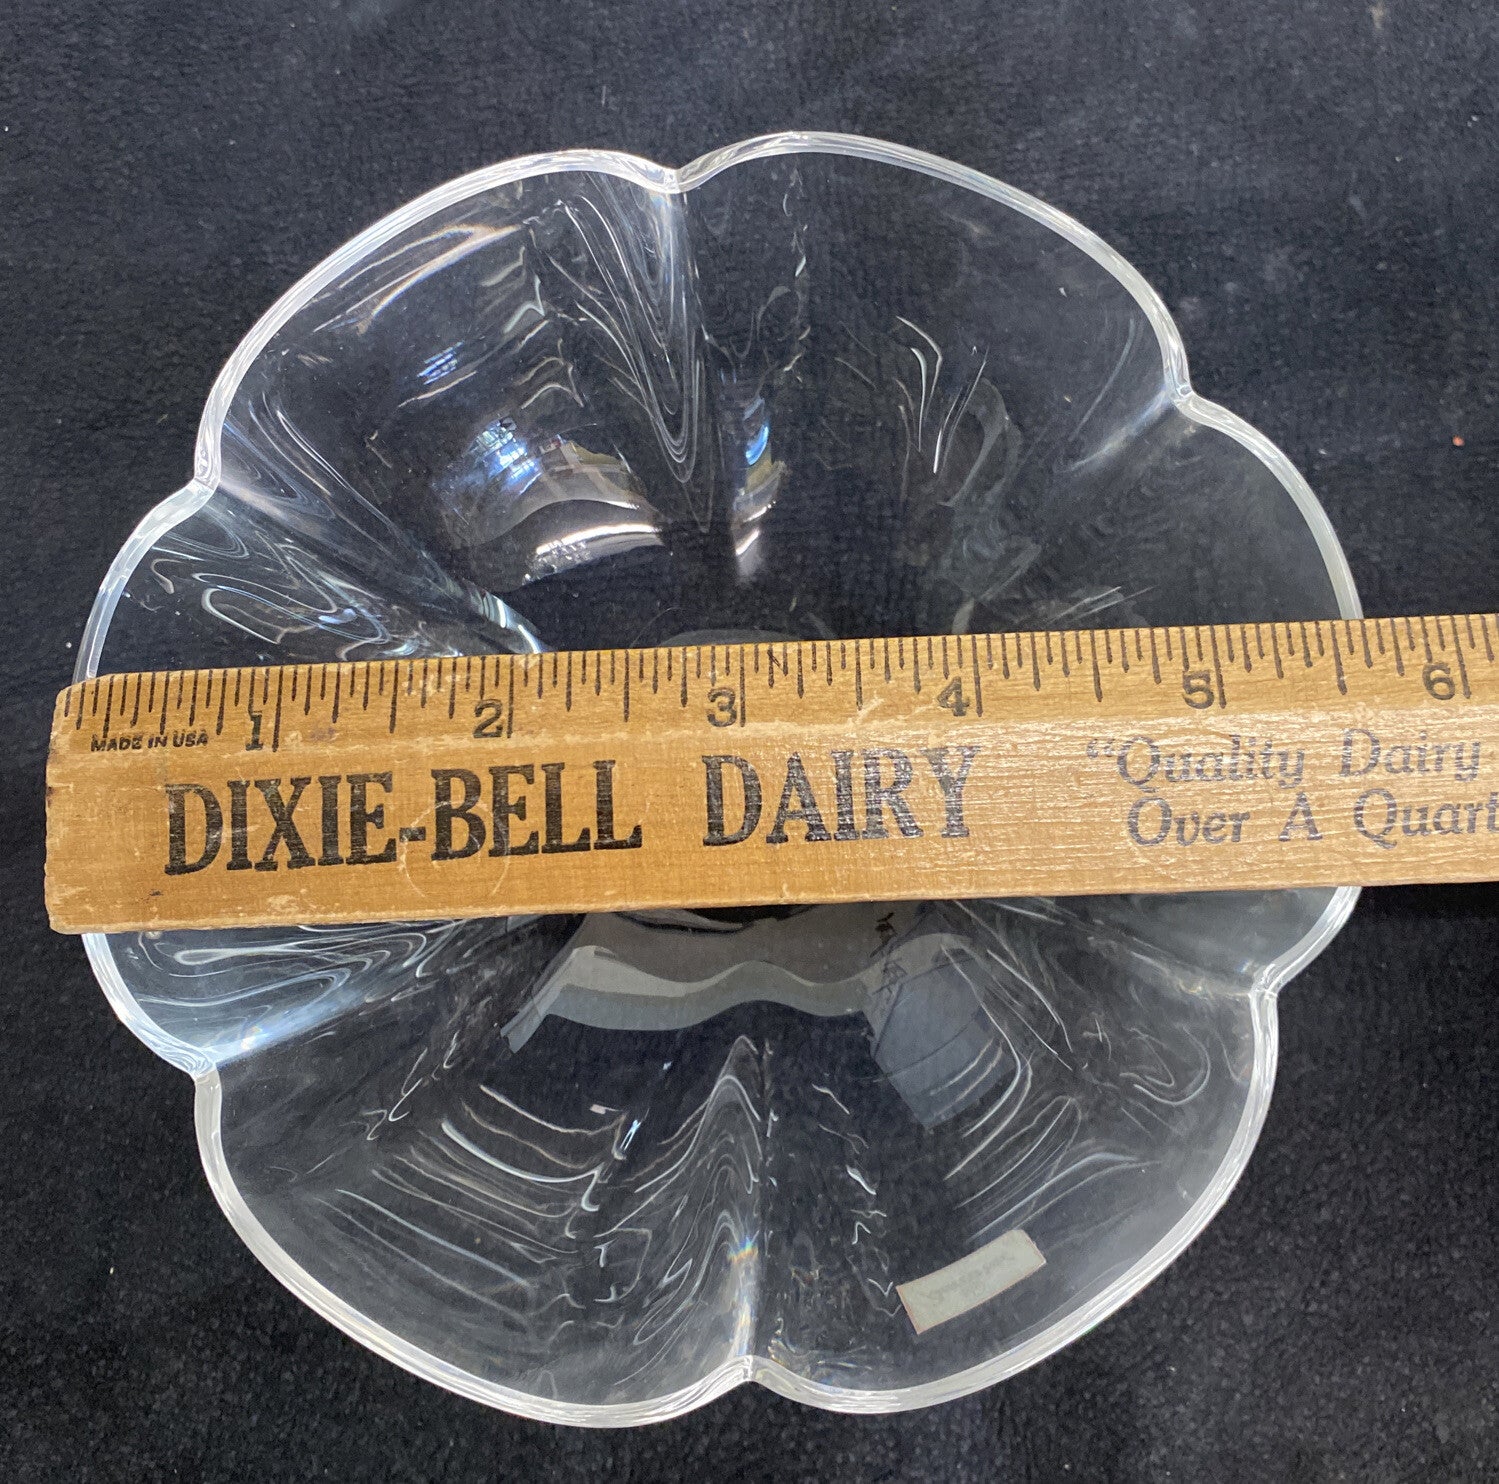 1 2 3 4 5 6
MADE IN USA
DIXIE-BELL DAIRY
"Quality Dairy
Over A Quart